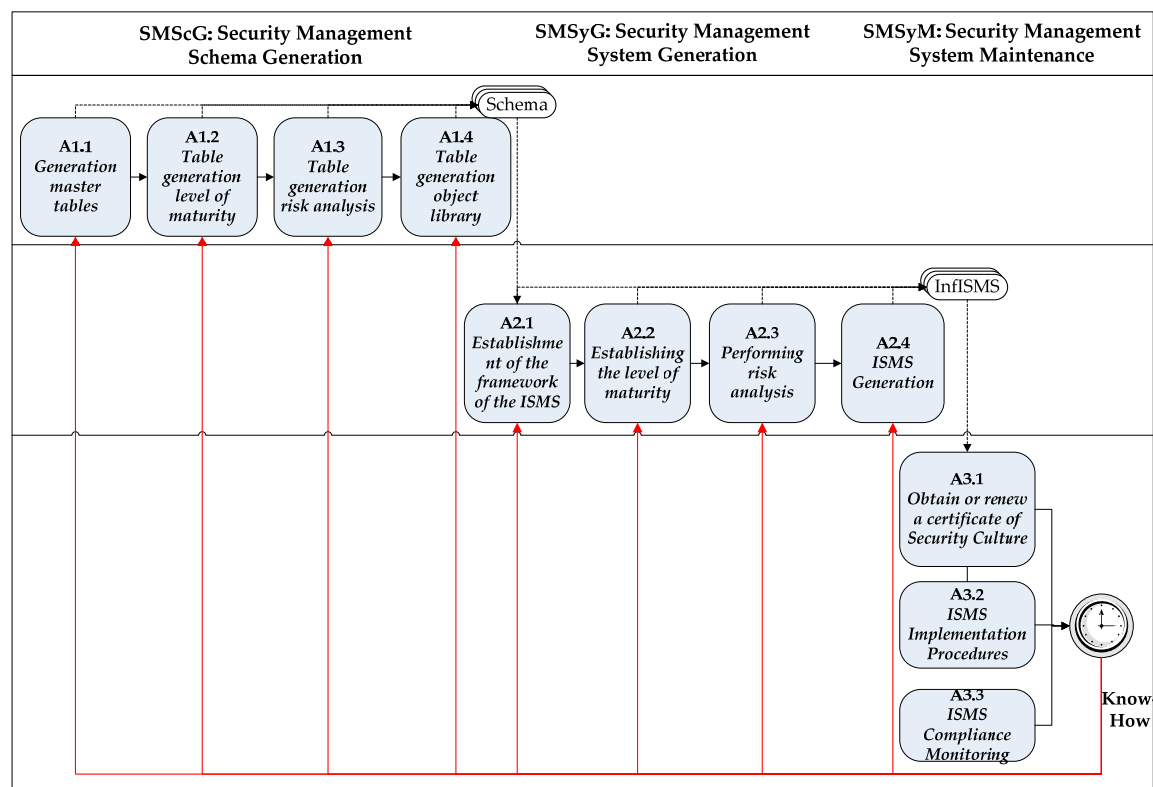 SMScG: Security Management
Schema Generation
SMSyG: Security Management
System Generation
SMSyM: Security Management
System Maintenance
Schema
A1.1
Generation
master
tables
A1.2
Table
generation
level of
maturity
A1.3
Table
generation
risk analysis
A1.4
Table
generation
object
library
InfISMS
A2.1
Establishme
nt of the
framework
of the ISMS
A2.2
Establishing
the level of
maturity
A2.3
Performing
risk
analysis
A2.4
ISMS
Generation
A3.1
Obtain or renew
a certificate of
Security Culture
A3.2
ISMS
Implementation
Procedures
A3.3
ISMS
Compliance
Monitoring
Know-
How